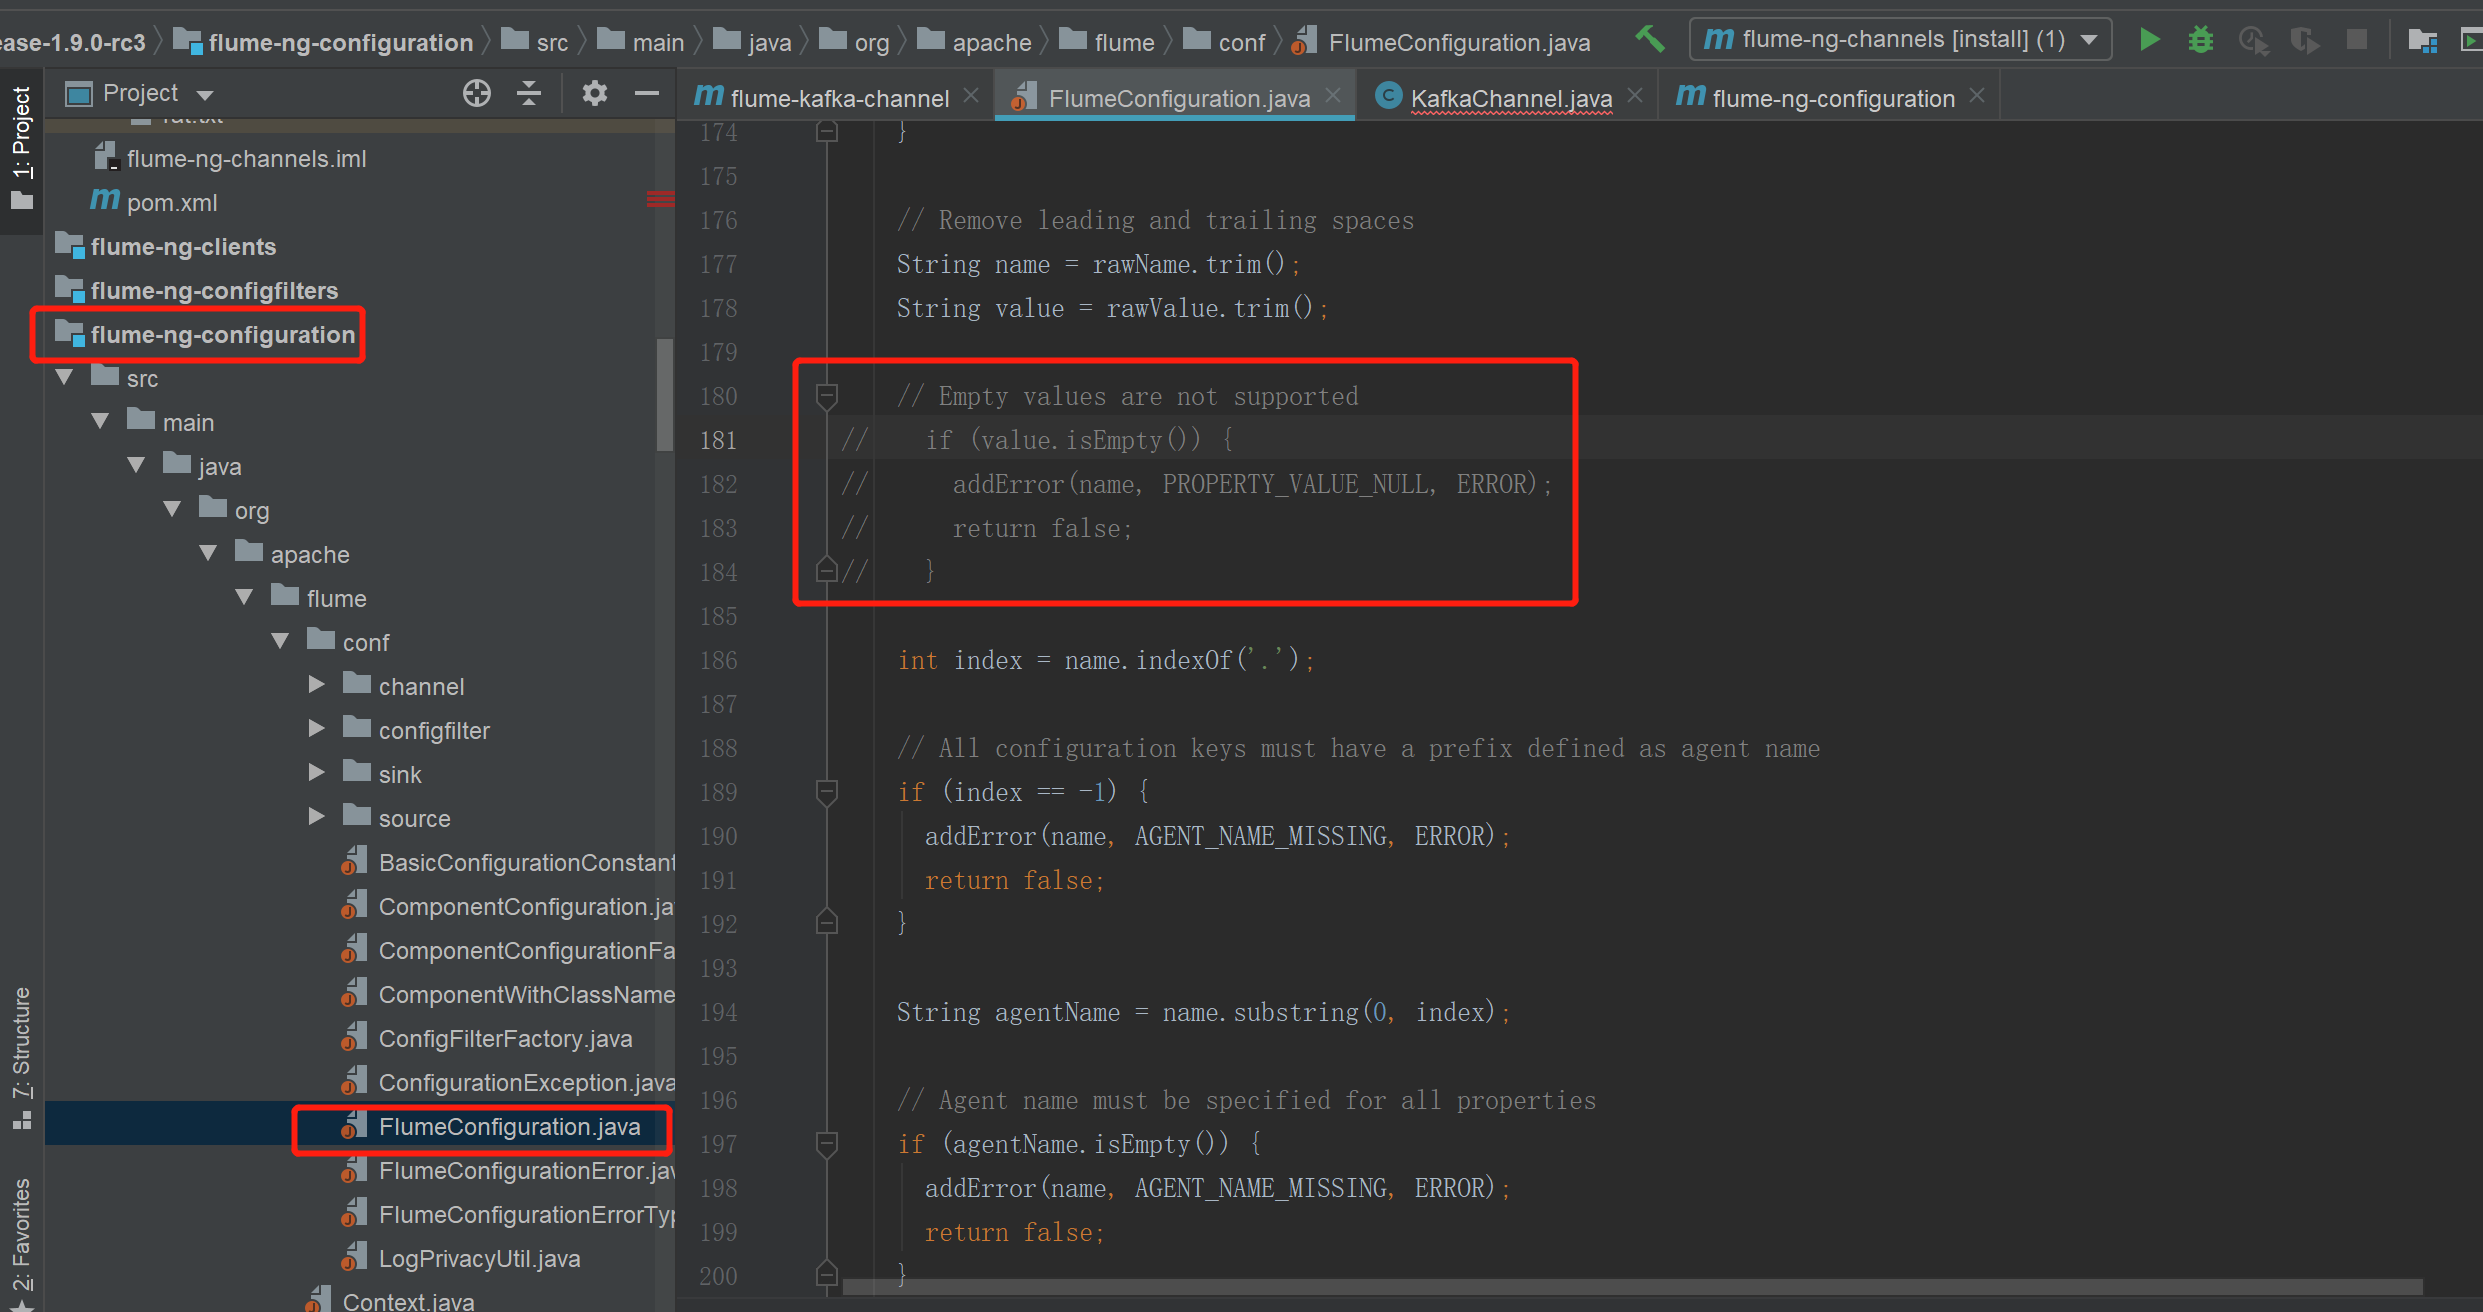 ease-1.9.0-rc3 flume-ng-configuration src main java org apache flume conf FlumeConfiguration.java flume-ng-channels [install] (1)
Project
flume-kafka-channel FlumeConfiguration.java KafkaChannel.java flume-ng-configuration
1: Project
7: Structure
2: Favorites
flume-ng-channels.iml
pom.xml
flume-ng-clients
flume-ng-configfilters
flume-ng-configuration
src
main
java
org
apache
flume
conf
channel
configfilter
sink
source
BasicConfigurationConstant
ComponentConfiguration.ja
ComponentConfigurationFa
ComponentWithClassName
ConfigFilterFactory.java
ConfigurationException.java
FlumeConfiguration.java
FlumeConfigurationError.jav
FlumeConfigurationErrorTyp
LogPrivacyUtil.java
Context.java
174 }
175
176 // Remove leading and trailing spaces
177 String name = rawName.trim();
178 String value = rawValue.trim();
179
180 // Empty values are not supported
181 // if (value.isEmpty()) {
182 // addError(name, PROPERTY_VALUE_NULL, ERROR);
183 // return false;
184 // }
185
186 int index = name.indexOf('.');
187
188 // All configuration keys must have a prefix defined as agent name
189 if (index == -1) {
190 addError(name, AGENT_NAME_MISSING, ERROR);
191 return false;
192 }
193
194 String agentName = name.substring(0, index);
195
196 // Agent name must be specified for all properties
197 if (agentName.isEmpty()) {
198 addError(name, AGENT_NAME_MISSING, ERROR);
199 return false;
200 }